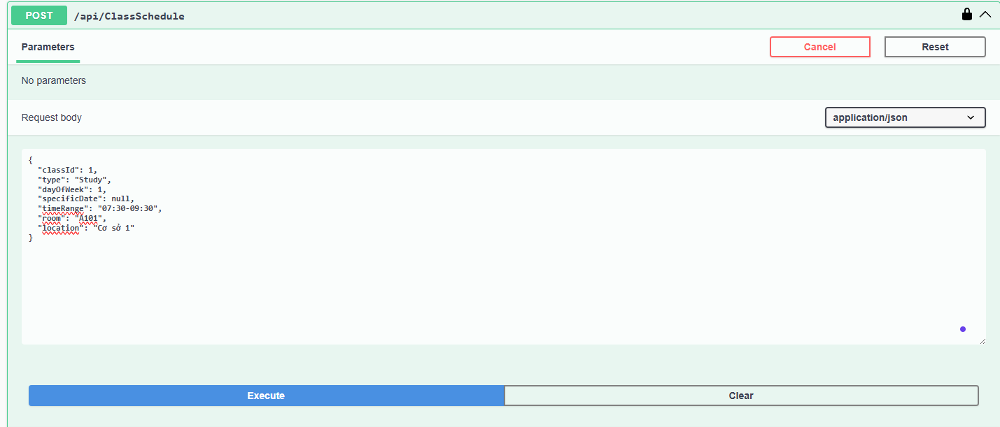 POST /api/ClassSchedule
Parameters Cancel Reset
No parameters
Request body application/json
{
  "classId": 1,
  "type": "Study",
  "dayOfWeek": 1,
  "specificDate": null,
  "timeRange": "07:30-09:30",
  "room": "A101",
  "location": "Cơ sở 1"
}
Execute Clear